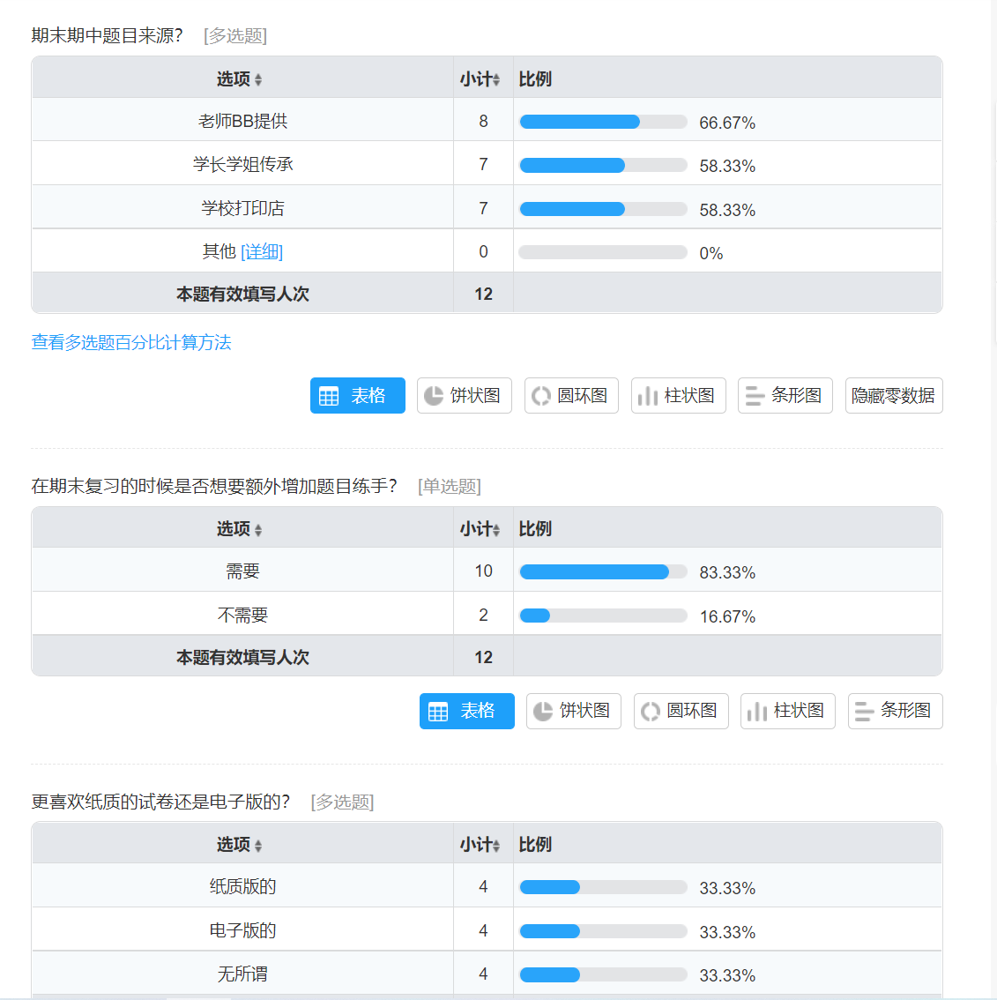 期末期中题目来源? [多选题]
选项 小计 比例
老师BB提供 8 66.67%
学长学姐传承 7 58.33%
学校打印店 7 58.33%
其他 [详细] 0 0%
本题有效填写人次 12
查看多选题百分比计算方法
表格 饼状图 圆环图 柱状图 条形图 隐藏零数据
在期末复习的时候是否想要额外增加题目练手? [单选题]
选项 小计 比例
需要 10 83.33%
不需要 2 16.67%
本题有效填写人次 12
表格 饼状图 圆环图 柱状图 条形图
更喜欢纸质的试卷还是电子版的? [多选题]
选项 小计 比例
纸质版的 4 33.33%
电子版的 4 33.33%
无所谓 4 33.33%